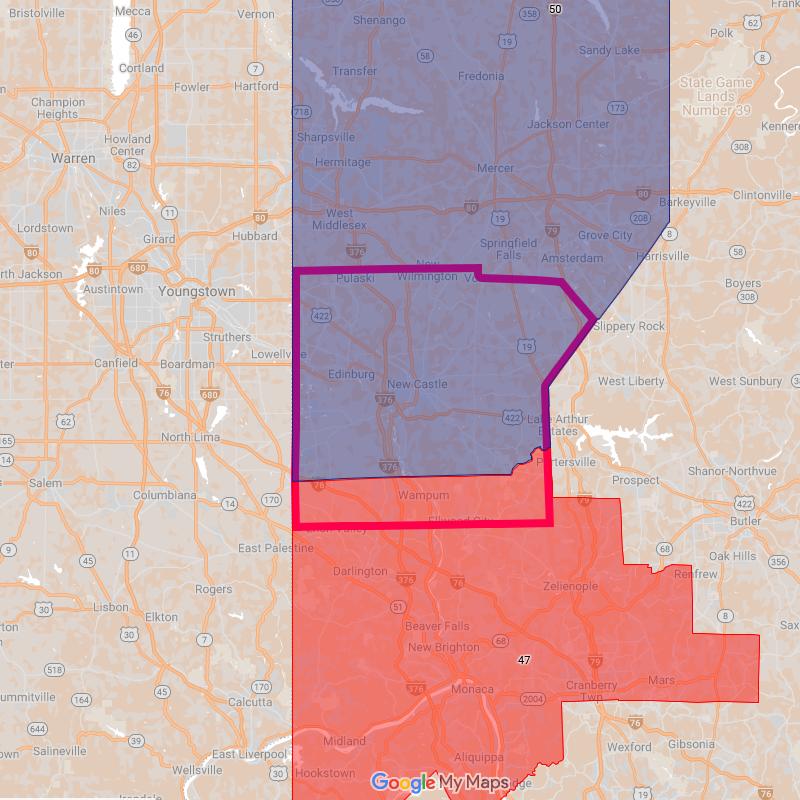 Bristolville
Mecca
Vernon
Shenango
358
50
62
Polk
Frank
46
Cortland
58
19
Sandy Lake
8
Transfer
Fredonia
7
Fowler
Hartford
State Game
Lands
Number 39
Champion
Heights
718
173
Jackson Center
Kennere
Howland
Center
Sharpsville
308
Warren
82
Hermitage
Mercer
80
Clintonville
Niles
11
West
Middlesex
80
19
208
Barkeyville
Lordstown
80
Girard
Hubbard
376
79
Grove City
8
Springfield
Falls
Amsterdam
Harrisville
58
North Jackson
80
680
New
Wilmington
Pulaski
Boyers
308
Austintown
Youngstown
422
Slippery Rock
Struthers
19
Lowellville
Canfield
Boardman
Edinburg
New Castle
West Liberty
West Sunbury
76
680
376
62
422
Lake Arthur
Estates
165
North Lima
14
376
Portersville
Shanor-Northvue
Salem
76
Prospect
Columbiana
14
170
Wampum
79
422
Butler
Ellwood City
9
11
East Palestine
68
Oak Hills
356
Darlington
376
76
Renfrew
Rogers
Zelienople
30
Lisbon
51
8
Elkton
Beaver Falls
30
7
New Brighton
68
518
47
79
Mars
164
45
170
376
Monaca
2004
Cranberry
Twp
Calcutta
76
644
45
Midland
Wexford
Gibsonia
Salineville
East Liverpool
Aliquippa
Wellsville
30
Hookstown
Google My Maps
76